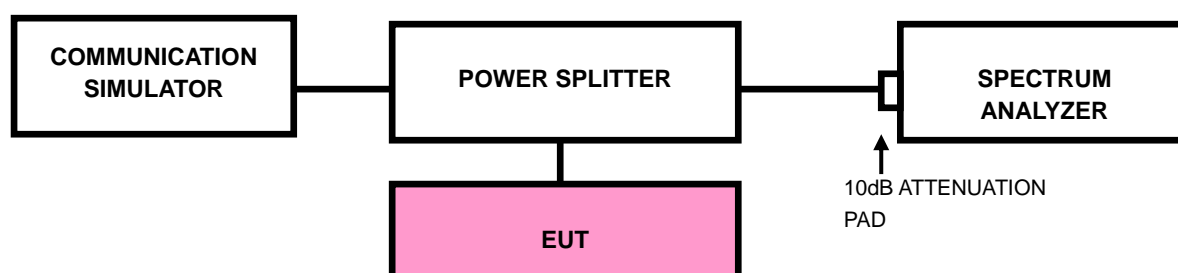 COMMUNICATION
SIMULATOR
POWER SPLITTER
SPECTRUM
ANALYZER
10dB ATTENUATION
PAD
EUT